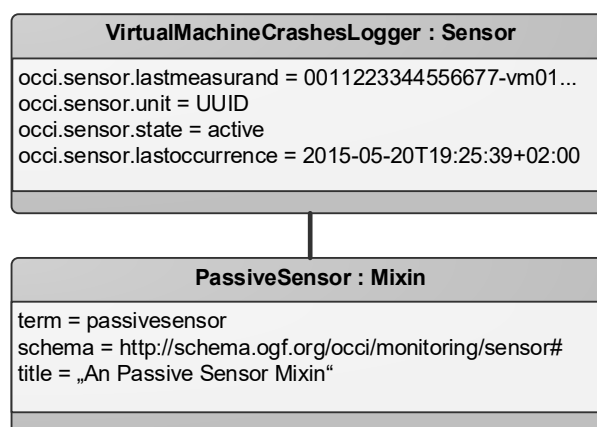 VirtualMachineCrashesLogger : Sensor
occi.sensor.lastmeasurand = 0011223344556677-vm01...
occi.sensor.unit = UUID
occi.sensor.state = active
occi.sensor.lastoccurrence = 2015-05-20T19:25:39+02:00
PassiveSensor : Mixin
term = passivesensor
schema = http://schema.ogf.org/occi/monitoring/sensor#
title = „An Passive Sensor Mixin“